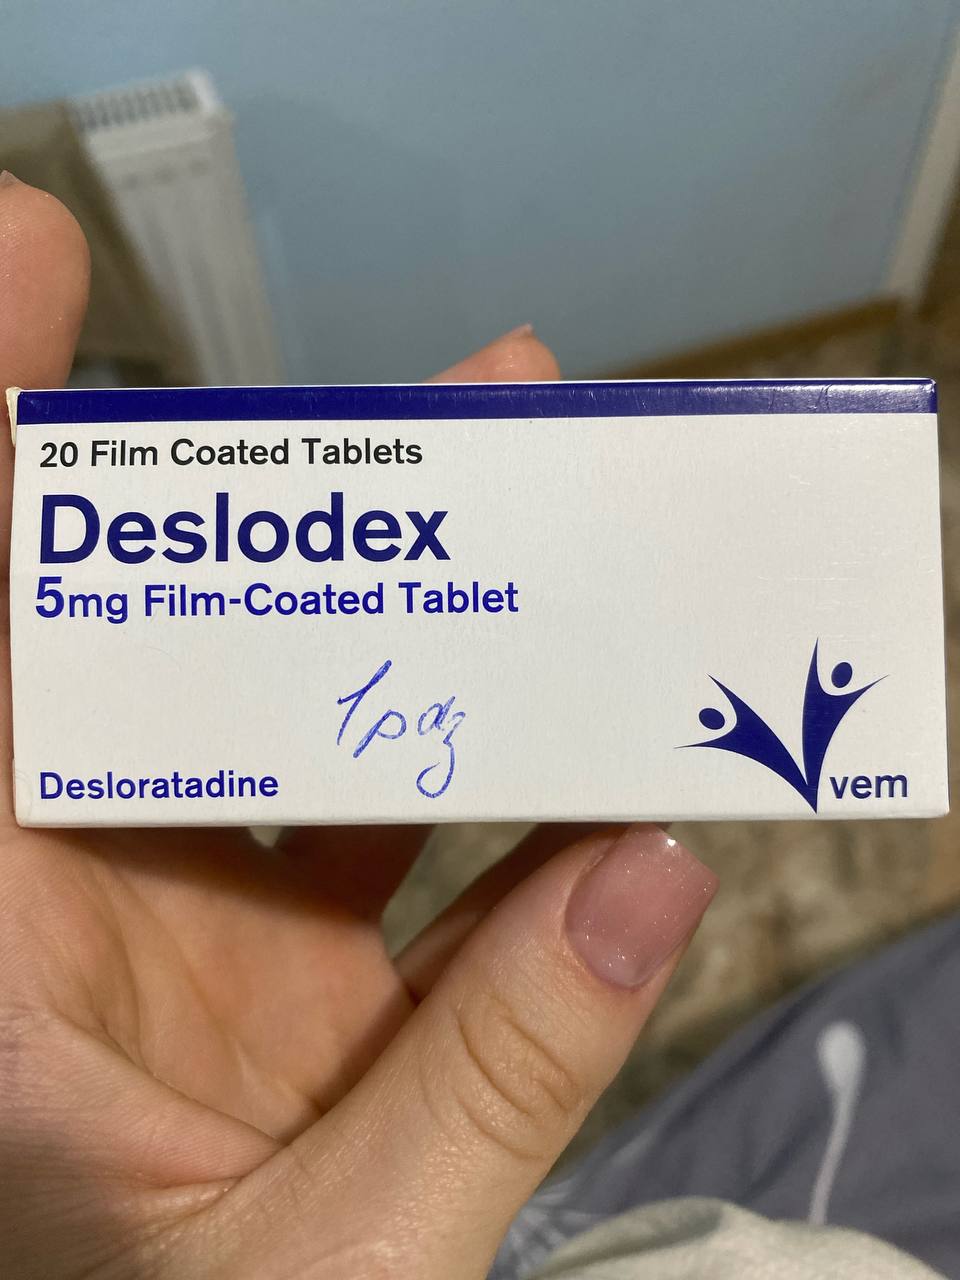 20 Film Coated Tablets
Deslodex
5mg Film-Coated Tablet
1раз
Desloratadine
vem